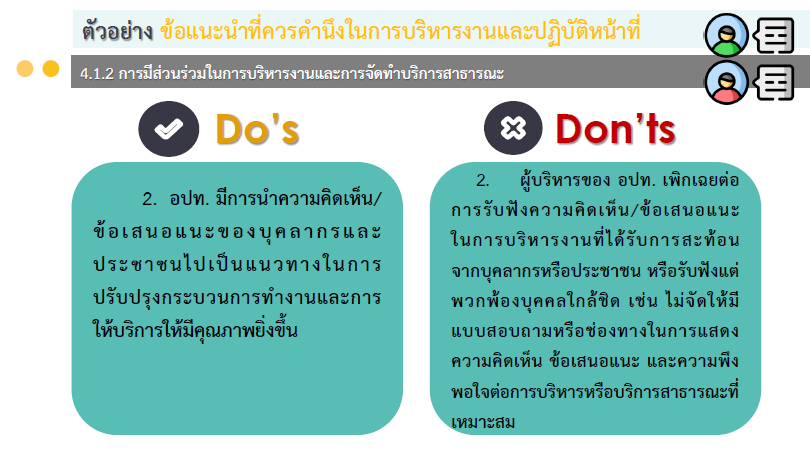 ตัวอย่าง ข้อแนะนำที่ควรคำนึงในการบริหารงานและปฏิบัติหน้าที่
4.1.2 การมีส่วนร่วมในการบริหารงานและการจัดทำบริการสาธารณะ
Do's
2. อปท. มีการนำความคิดเห็น/
ข้อเสนอแนะของบุคลากรและ
ประชาชนไปเป็นแนวทางในการ
ปรับปรุงกระบวนการทำงานและการ
ให้บริการให้มีคุณภาพยิ่งขึ้น
Don'ts
2. ผู้บริหารของ อปท. เพิกเฉยต่อ
การรับฟังความคิดเห็น/ข้อเสนอแนะ
ในการบริหารงานที่ได้รับการสะท้อน
จากบุคลากรหรือประชาชน หรือรับฟังแต่
พวกพ้องบุคคลใกล้ชิด เช่น ไม่จัดให้มี
แบบสอบถามหรือช่องทางในการแสดง
ความคิดเห็น ข้อเสนอแนะ และความพึง
พอใจต่อการบริหารหรือบริการสาธารณะที่
เหมาะสม